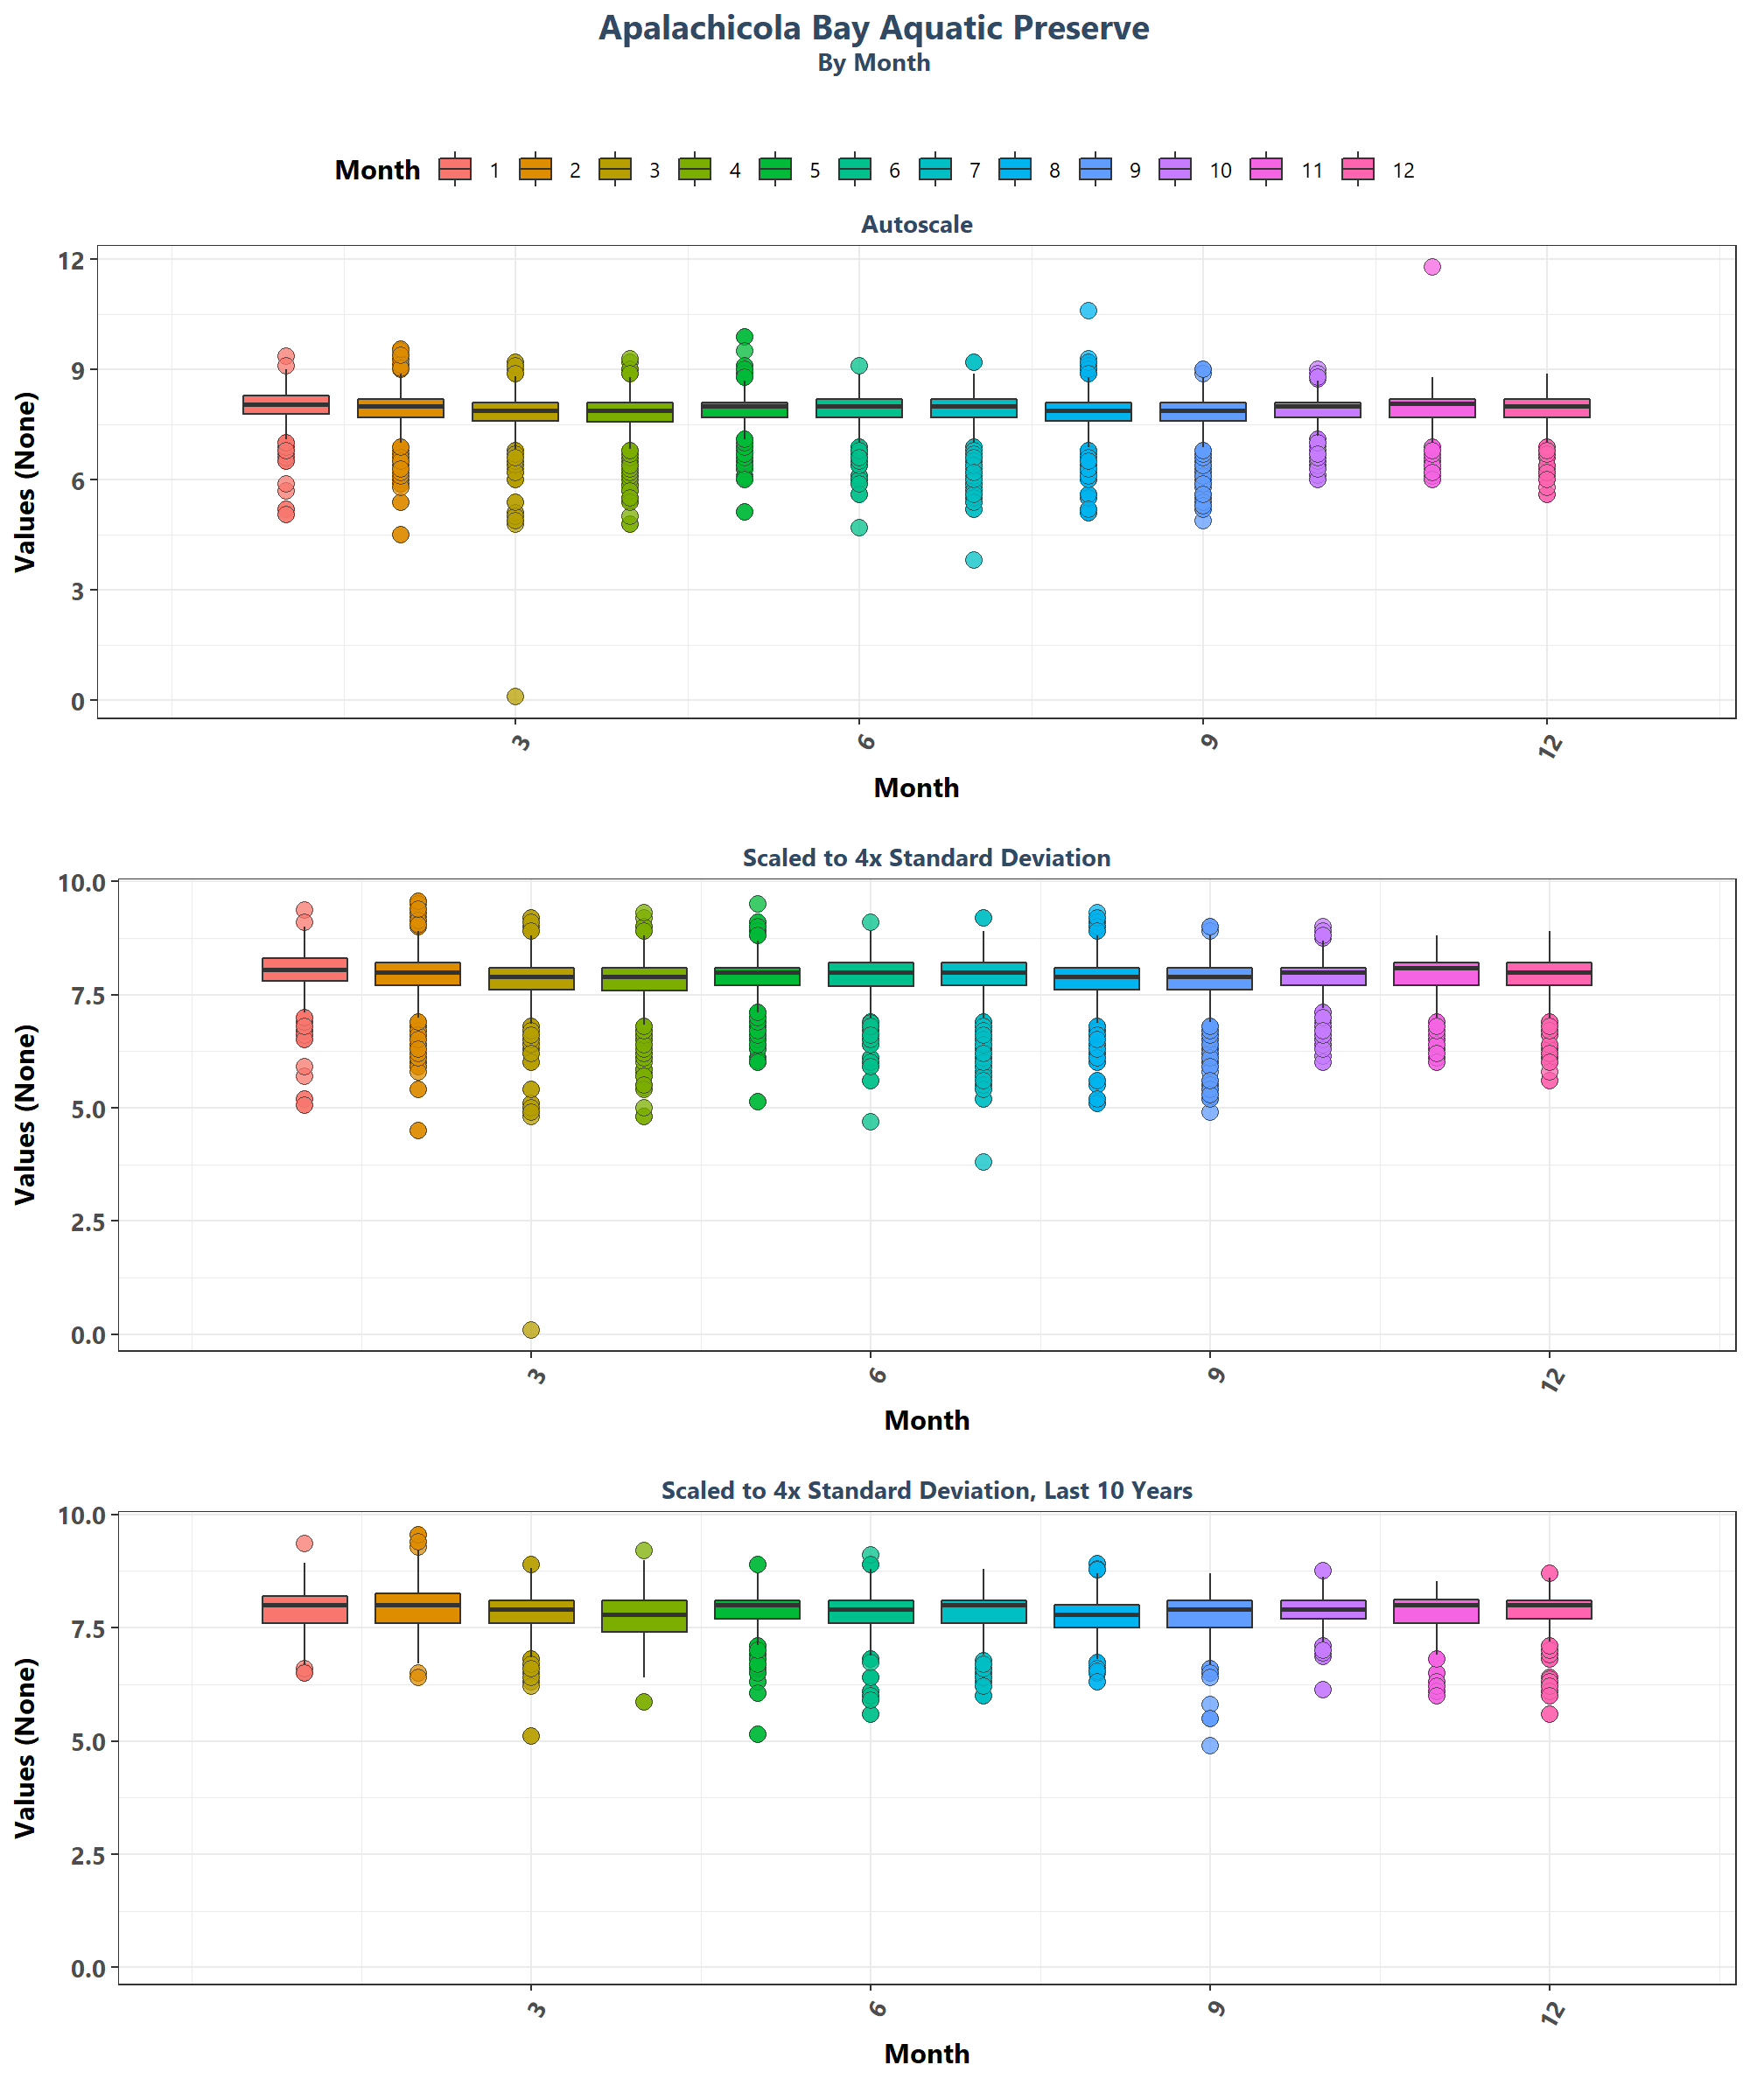 Apalachicola Bay Aquatic Preserve
By Month
Month 1 2 3 4 5 6 7 8 9 10 11 12
Autoscale
Values (None)
12
9
6
3
0
3 6 9 12
Month
Scaled to 4x Standard Deviation
Values (None)
10.0
7.5
5.0
2.5
0.0
3 6 9 12
Month
Scaled to 4x Standard Deviation, Last 10 Years
Values (None)
10.0
7.5
5.0
2.5
0.0
3 6 9 12
Month